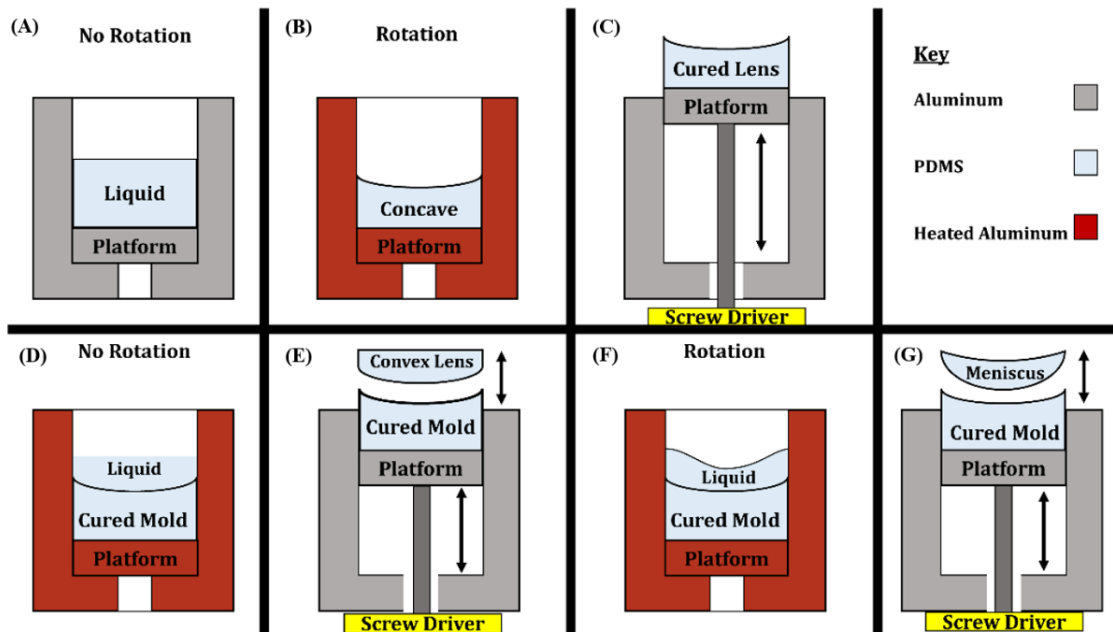 (A)
No Rotation
Liquid
Platform
(B)
Rotation
Concave
Platform
(C)
Cured Lens
Platform
Screw Driver
Key
Aluminum
PDMS
Heated Aluminum
(D)
No Rotation
Liquid
Cured Mold
Platform
(E)
Convex Lens
Cured Mold
Platform
Screw Driver
(F)
Rotation
Liquid
Cured Mold
Platform
(G)
Meniscus
Cured Mold
Platform
Screw Driver